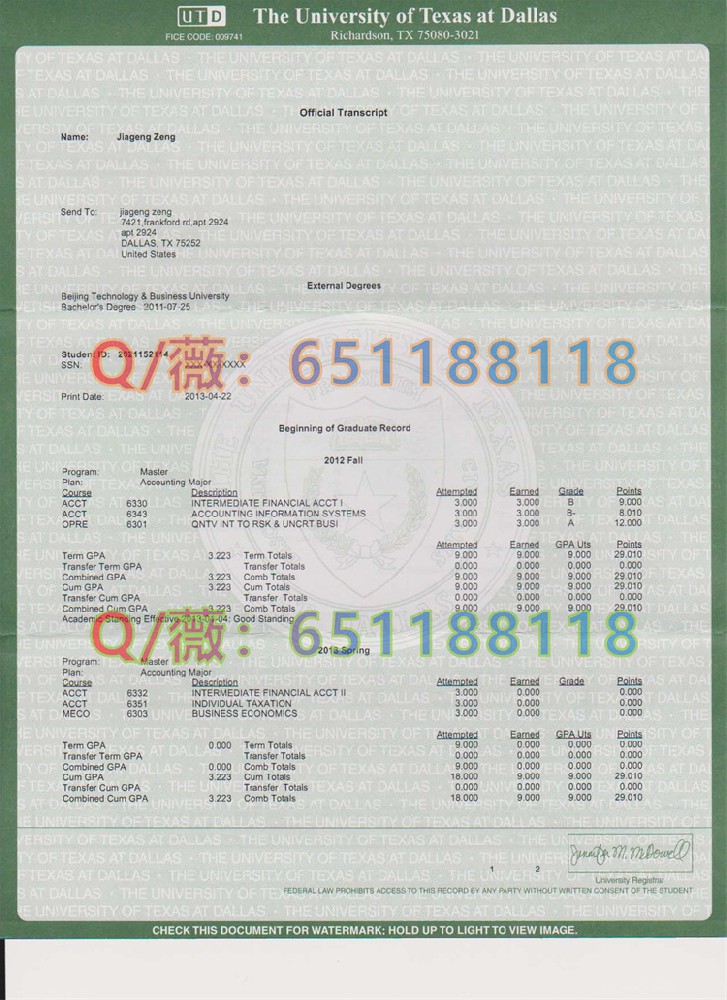 UTD The University of Texas at Dallas
FICE CODE: 009741 Richardson, TX 75080-3021
Official Transcript
Name: Jiageng Zeng
Send To: jiageng zeng
7421 frankford rd,apt 2924
apt 2924
DALLAS, TX 75252
United States
External Degrees
Beijing Technology & Business University
Bachelor's Degree 2011-07-25
Student ID:
SSN: XXX-XX-XXXX
Q/薇：651188118
Print Date: 2013-04-22
Beginning of Graduate Record
2012 Fall
Program: Master
Plan: Accounting Major
Course Description Attempted Earned Grade Points
ACCT 6330 INTERMEDIATE FINANCIAL ACCT I 3.000 3.000 B 9.000
ACCT 6343 ACCOUNTING INFORMATION SYSTEMS 3.000 3.000 B- 8.010
OPRE 6301 QNTV INT TO RSK & UNCRT BUSI 3.000 3.000 A 12.000
Attempted Earned GPA Uts Points
Term GPA 3.223 Term Totals 9.000 9.000 9.000 29.010
Transfer Term GPA Transfer Totals 0.000 0.000 0.000 0.000
Combined GPA 3.223 Comb Totals 9.000 9.000 9.000 29.010
Cum GPA 3.223 Cum Totals 9.000 9.000 9.000 29.010
Transfer Cum GPA Transfer Totals 0.000 0.000 0.000 0.000
Combined Cum GPA 3.223 Comb Totals 9.000 9.000 9.000 29.010
Academic Standing Effective 2013-04-04: Good Standing
Q/薇：651188118
2013 Spring
Program: Master
Plan: Accounting Major
Course Description Attempted Earned Grade Points
ACCT 6332 INTERMEDIATE FINANCIAL ACCT II 3.000 0.000 0.000
ACCT 6351 INDIVIDUAL TAXATION 3.000 0.000 0.000
MECO 6303 BUSINESS ECONOMICS 3.000 0.000 0.000
Attempted Earned GPA Uts Points
Term GPA 0.000 Term Totals 9.000 0.000 0.000 0.000
Transfer Term GPA Transfer Totals 0.000 0.000 0.000 0.000
Combined GPA 0.000 Comb Totals 9.000 0.000 0.000 0.000
Cum GPA 3.223 Cum Totals 18.000 9.000 9.000 29.010
Transfer Cum GPA Transfer Totals 0.000 0.000 0.000 0.000
Combined Cum GPA 3.223 Comb Totals 18.000 9.000 9.000 29.010
Jennifer M. McDowell
1 2
University Registrar
FEDERAL LAW PROHIBITS ACCESS TO THIS RECORD BY ANY PARTY WITHOUT WRITTEN CONSENT OF THE STUDENT
CHECK THIS DOCUMENT FOR WATERMARK: HOLD UP TO LIGHT TO VIEW IMAGE.